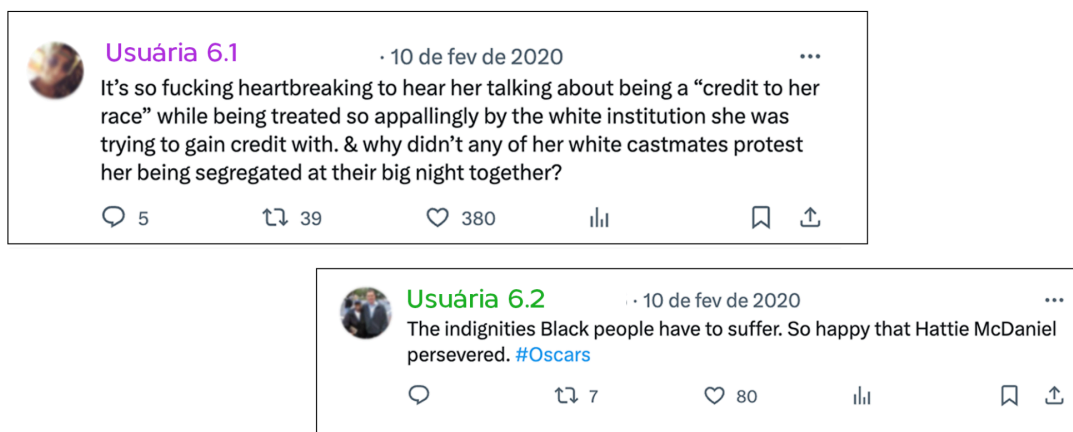 Usuária 6.1 · 10 de fev de 2020
It's so fucking heartbreaking to hear her talking about being a “credit to her
race” while being treated so appallingly by the white institution she was
trying to gain credit with. & why didn't any of her white castmates protest
her being segregated at their big night together?
5 39 380
Usuária 6.2 · 10 de fev de 2020
The indignities Black people have to suffer. So happy that Hattie McDaniel
persevered. #Oscars
7 80